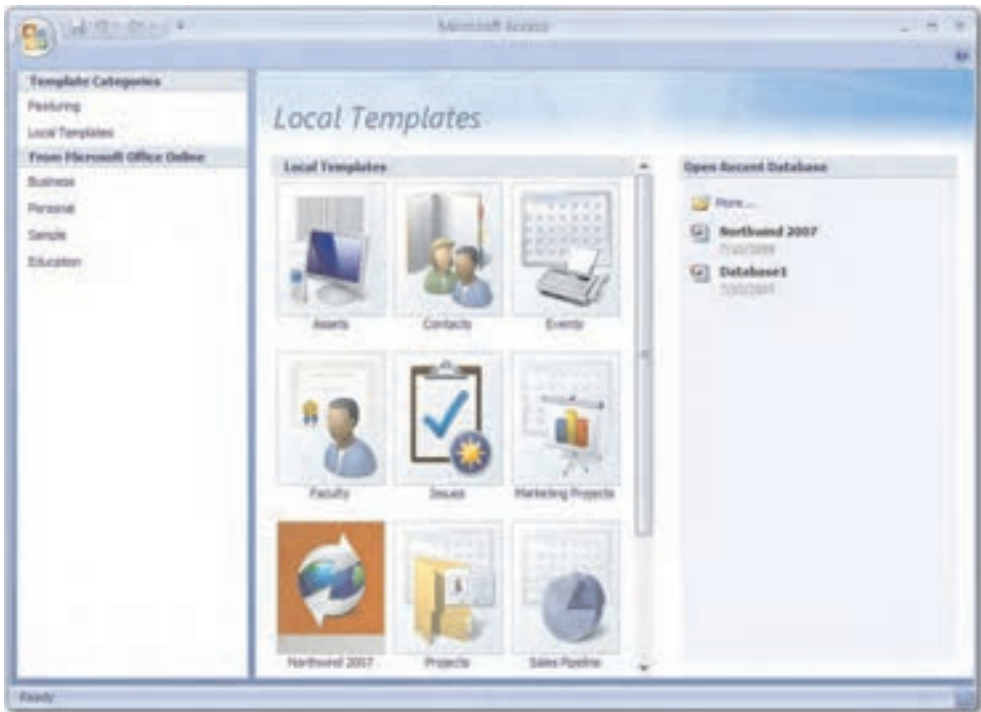 Microsoft Access
Template Categories
Featuring
Local Templates
From Microsoft Office Online
Business
Personal
Sample
Education
Local Templates
Local Templates
Assets
Contacts
Events
Faculty
Issues
Marketing Projects
Northwind 2007
Projects
Sales Pipeline
Open Recent Database
More...
Northwind 2007
Database1
Ready